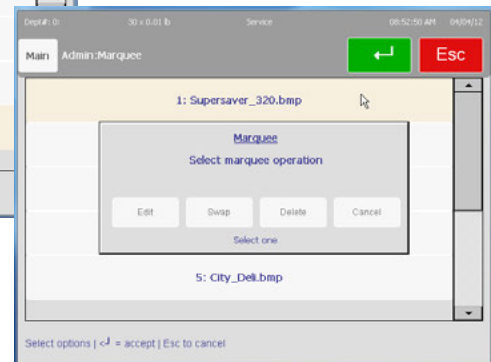 Dept#: 0: 30 x 0.01 lb Service 08:52:50 AM 04/04/12
Main Admin:Marquee Esc
1: Supersaver_320.bmp
Marquee
Select marquee operation
Edit Swap Delete Cancel
Select one
5: City_Deli.bmp
Select options | <┘ = accept | Esc to cancel